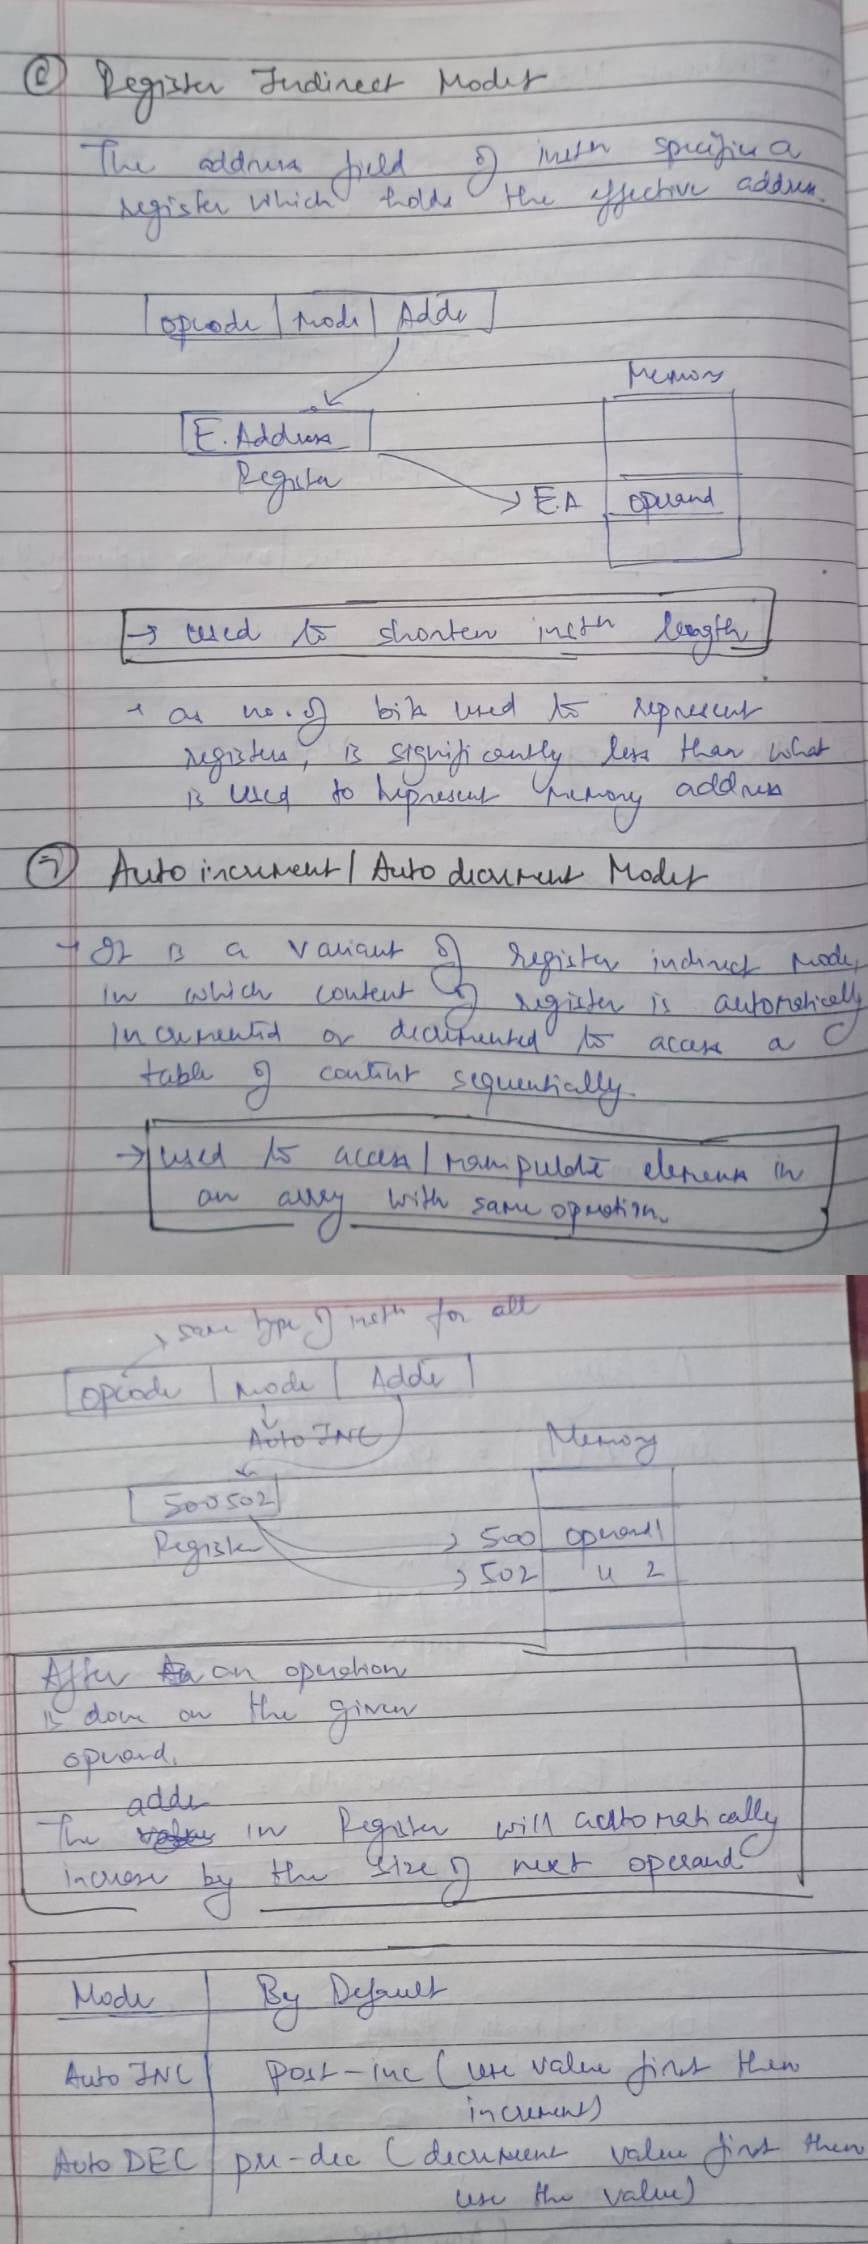 ⑥ Register Indirect Modes
The address field of instn specifies a
register which holds the effective address.
opcode | Mode | Addr
Memory
E. Address
Register
E.A operand
→ used to shorten instn length
→ as no. of bits used to represent
registers, is significantly less than what
is used to represent memory address
⑦ Auto increment / Auto decrement Modes
→ It is a variant of register indirect mode,
in which content of register is automatically
incremented or decremented to access a
table of content sequentially.
→ used to access / manipulate elements in
an array with same operation.
→ same type of instn for all
opcode | Mode | Addr
Auto INC
Memory
500 502
Register
500 operand 1
502 " 2
After an operation
is done on the given
operand.
addr
The in Register will automatically
increase by the size of next operand
Mode | By Default
Auto INC | post-inc (use value first then
increment)
Auto DEC | pre-dec (decrement value first then
use the value)